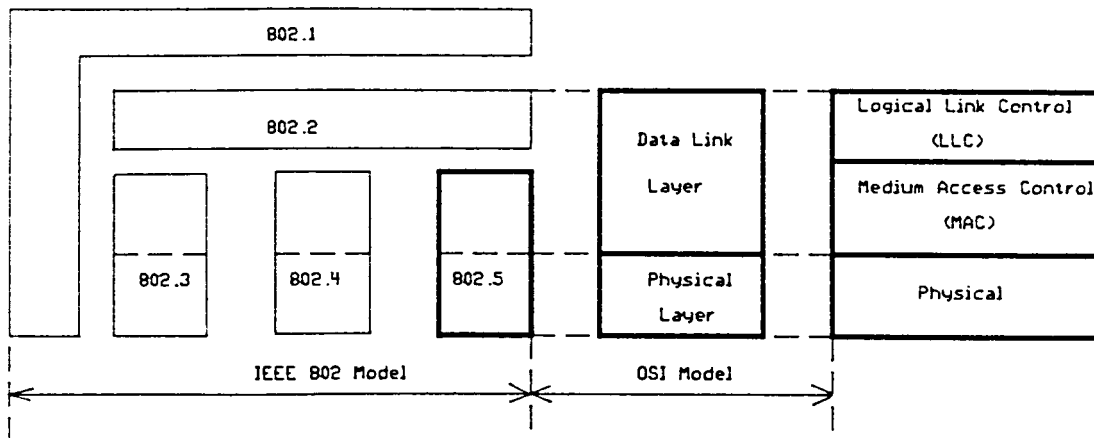 802.1
802.2
802.3
802.4
802.5
IEEE 802 Model
Data Link
Layer
Physical
Layer
OSI Model
Logical Link Control
(LLC)
Medium Access Control
(MAC)
Physical